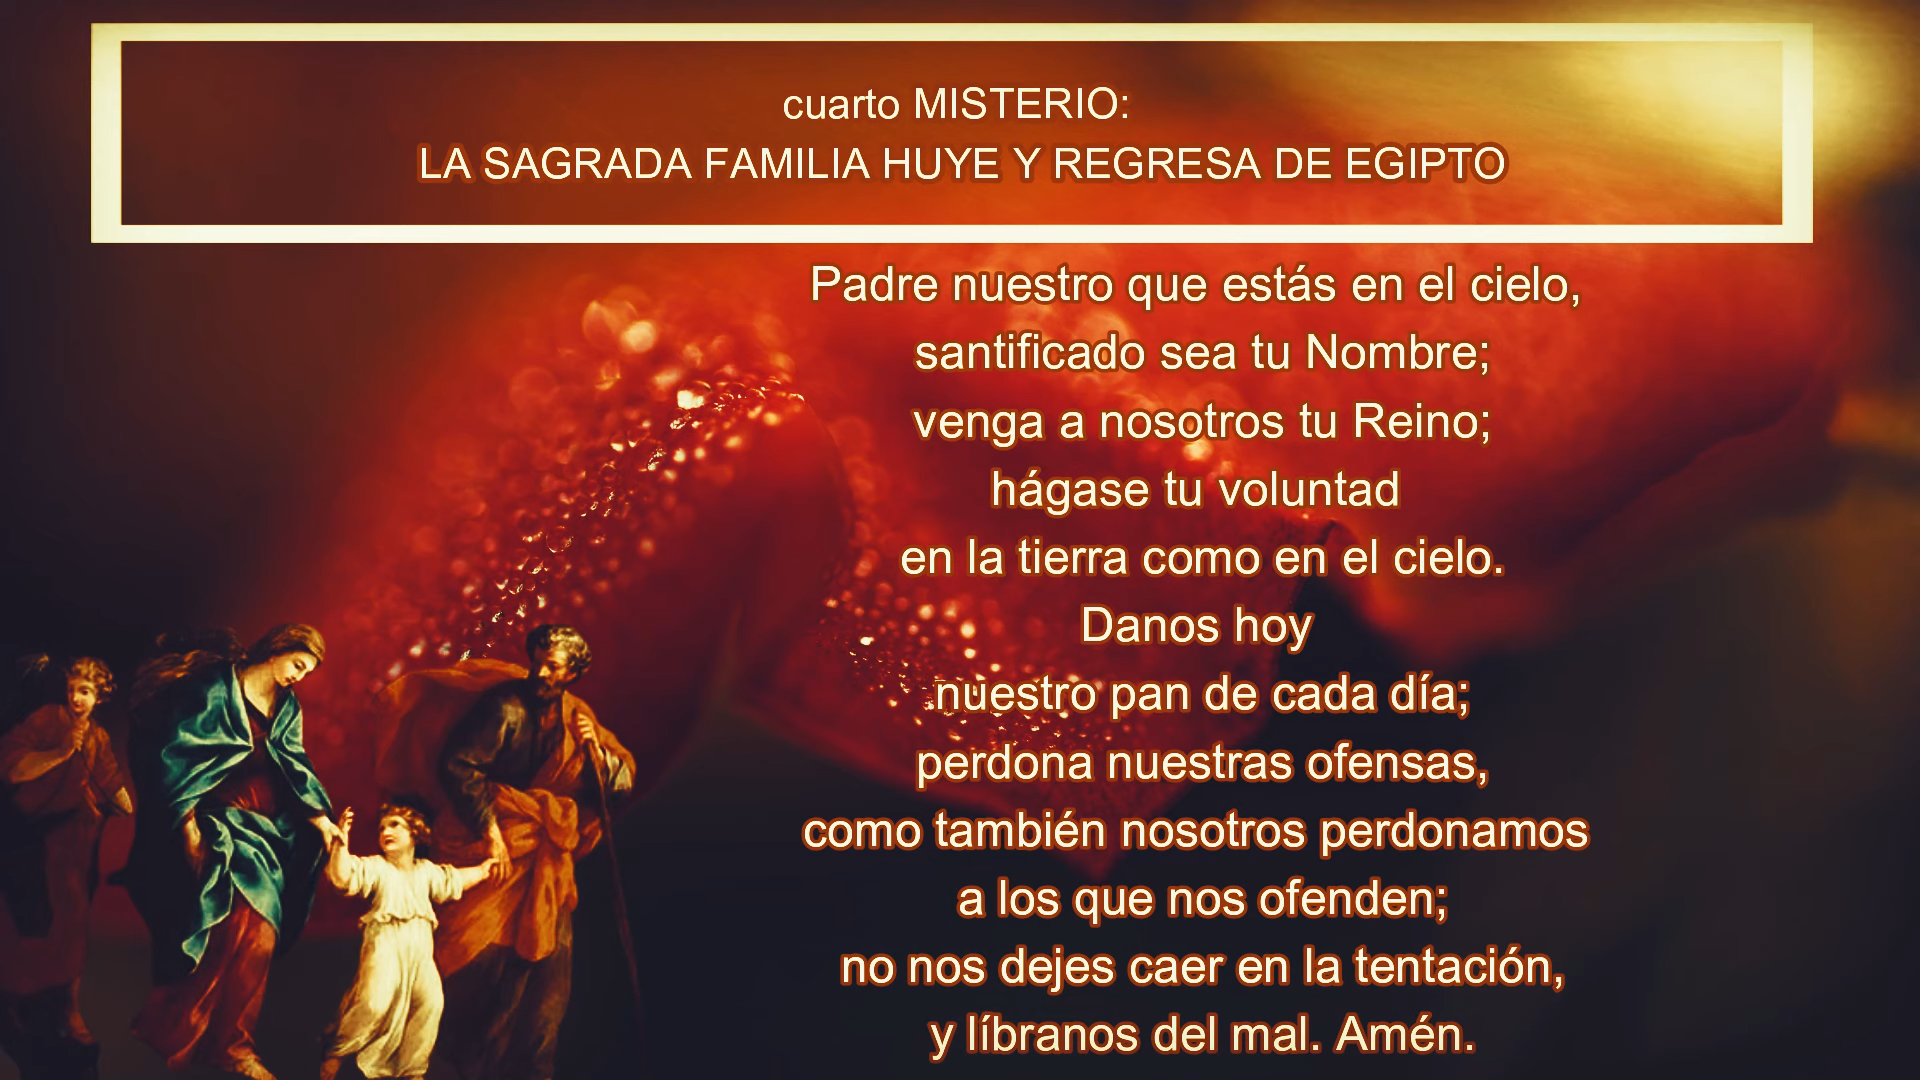 cuarto MISTERIO:
LA SAGRADA FAMILIA HUYE Y REGRESA DE EGIPTO
Padre nuestro que estás en el cielo,
santificado sea tu Nombre;
venga a nosotros tu Reino;
hágase tu voluntad
en la tierra como en el cielo.
Danos hoy
nuestro pan de cada día;
perdona nuestras ofensas,
como también nosotros perdonamos
a los que nos ofenden;
no nos dejes caer en la tentación,
y líbranos del mal. Amén.